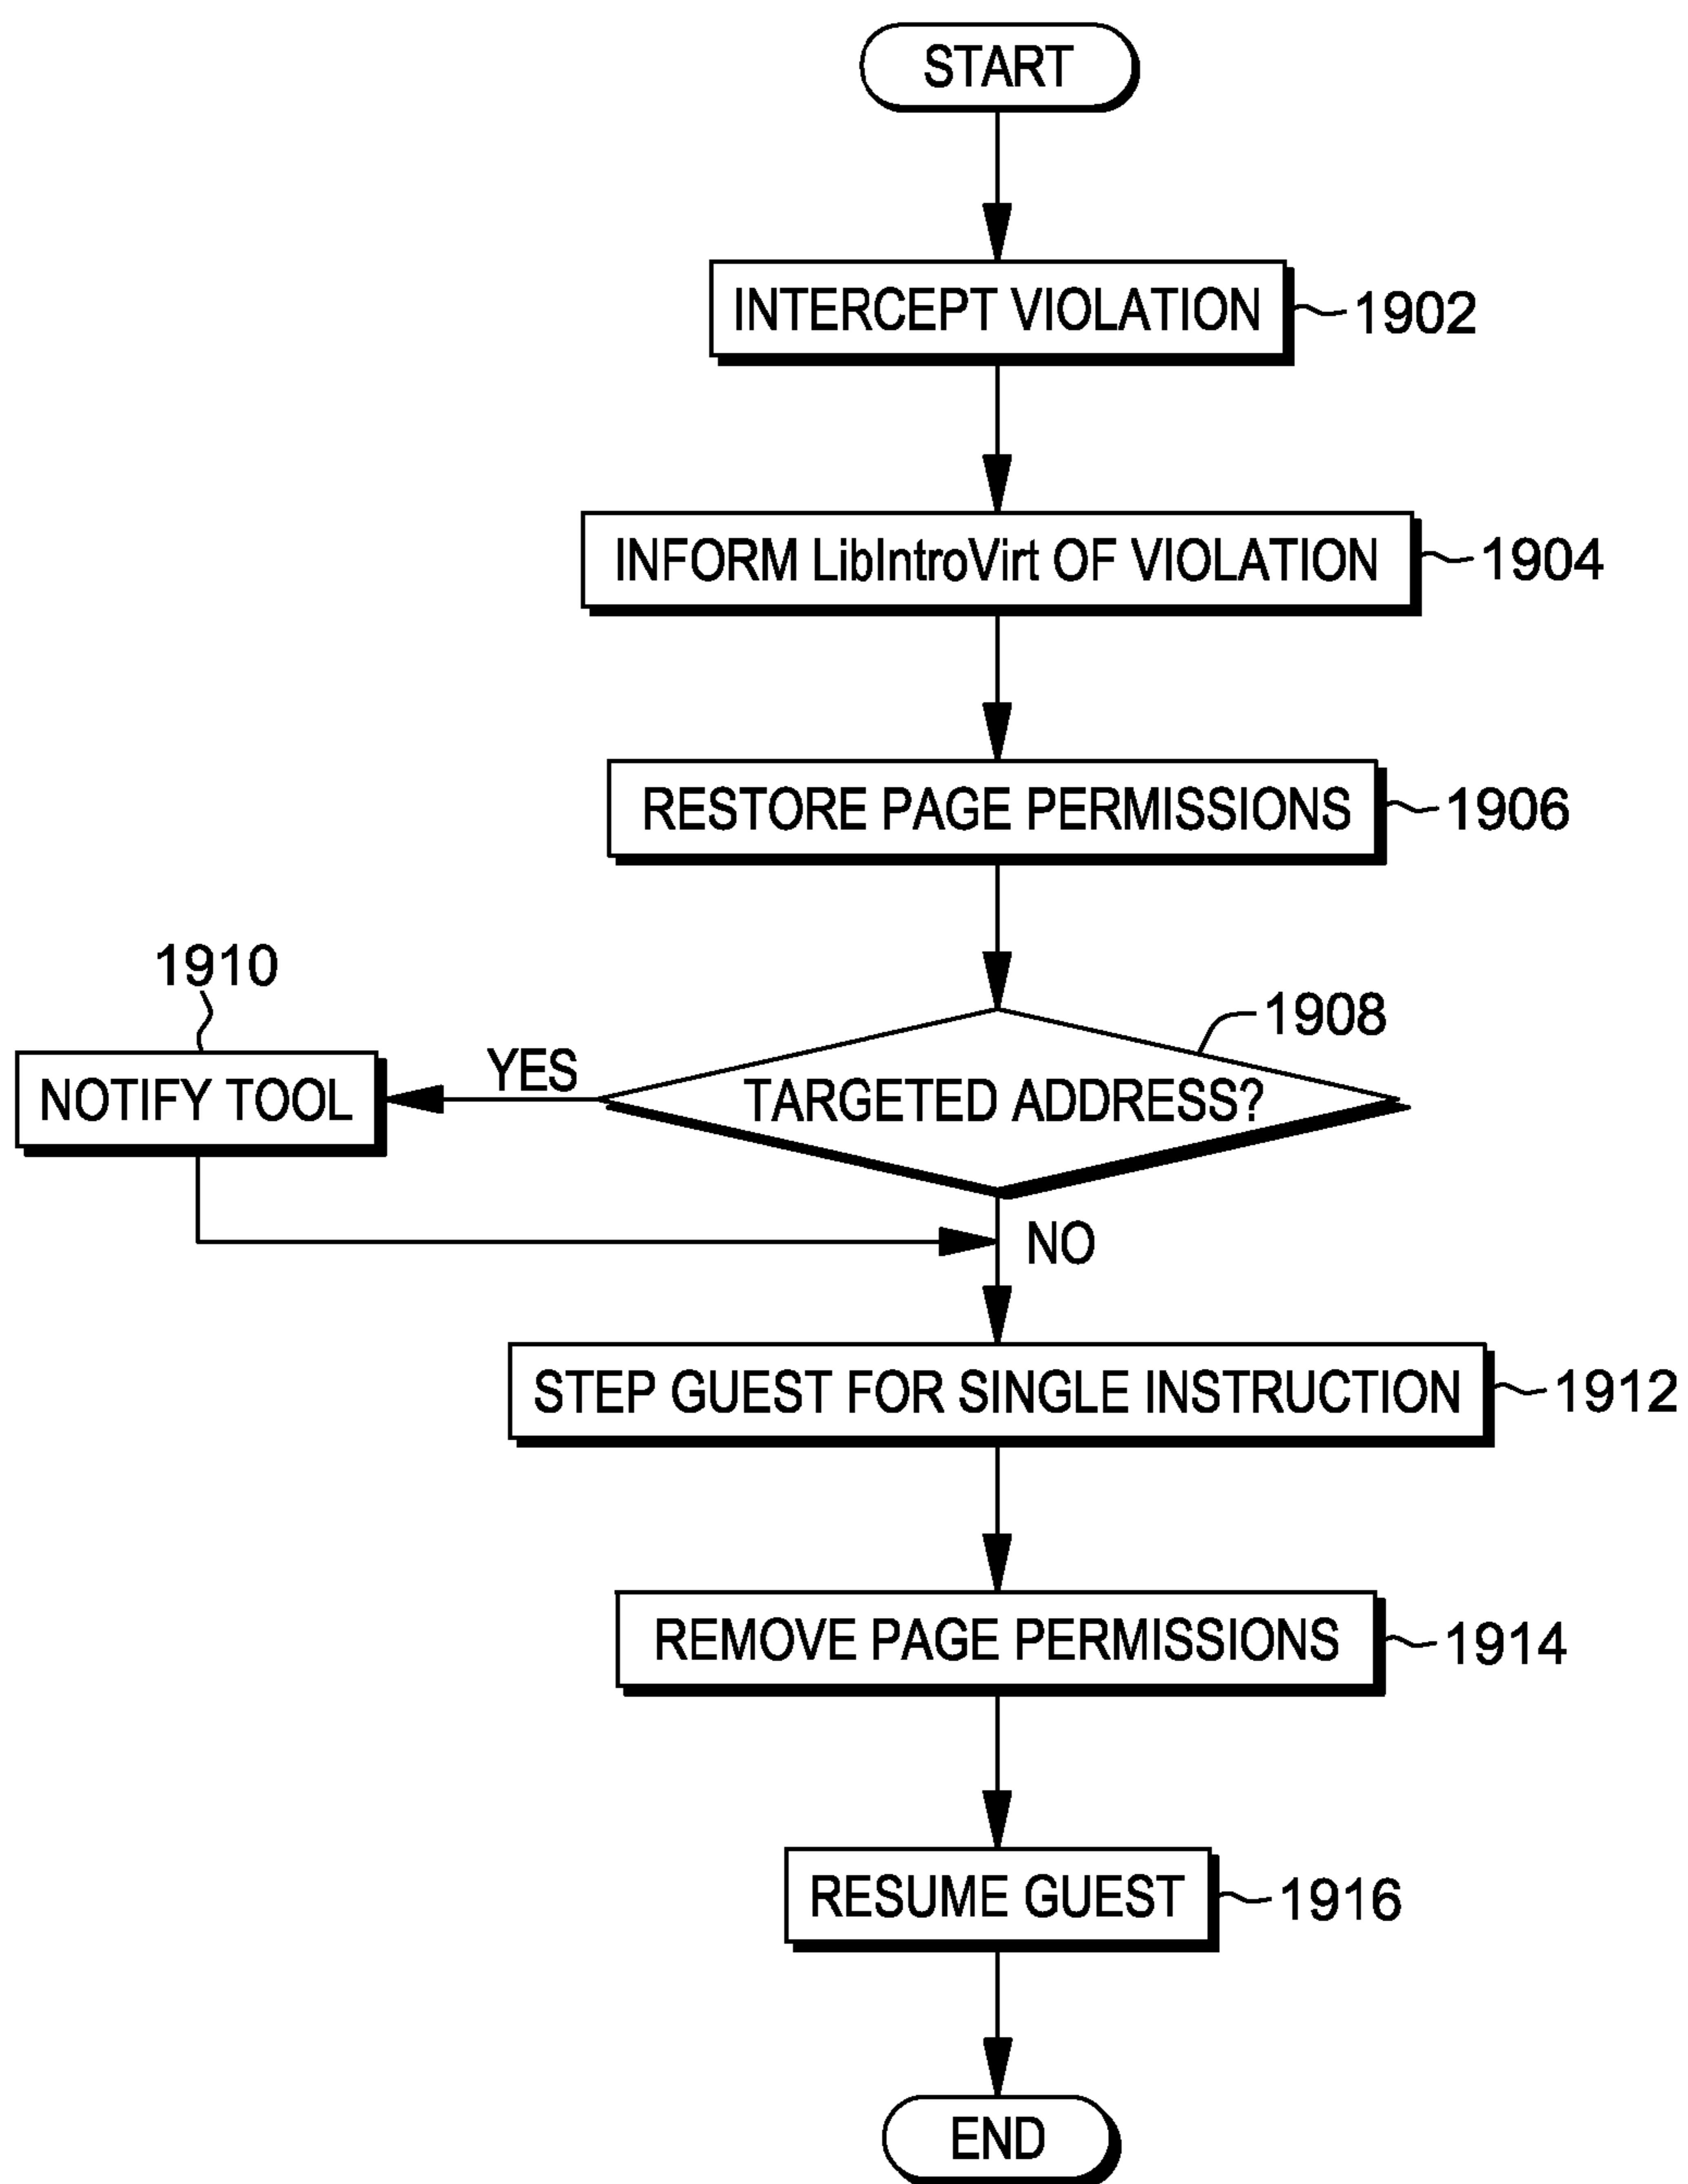 START
INTERCEPT VIOLATION
1902
INFORM LibIntroVirt OF VIOLATION
1904
RESTORE PAGE PERMISSIONS
1906
1910
1908
NOTIFY TOOL
YES
TARGETED ADDRESS?
NO
STEP GUEST FOR SINGLE INSTRUCTION
1912
REMOVE PAGE PERMISSIONS
1914
RESUME GUEST
1916
END